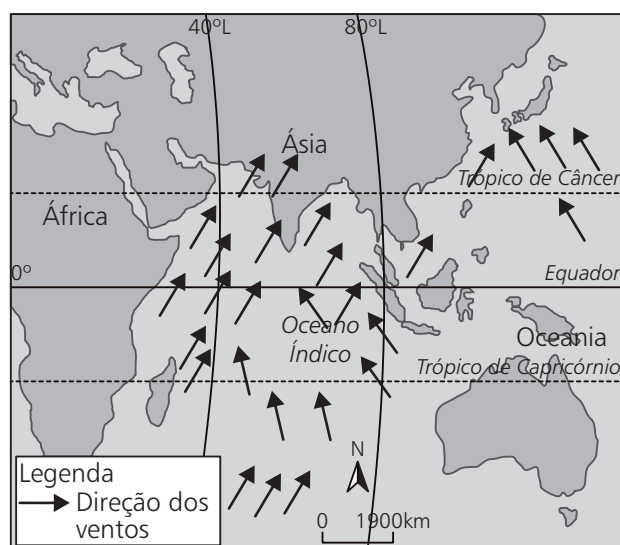 40ºL
80ºL
Ásia
Trópico de Câncer
África
0º
Equador
Oceano
Índico
Oceania
Trópico de Capricórnio
N
Legenda
Direção dos
ventos
0 1900km